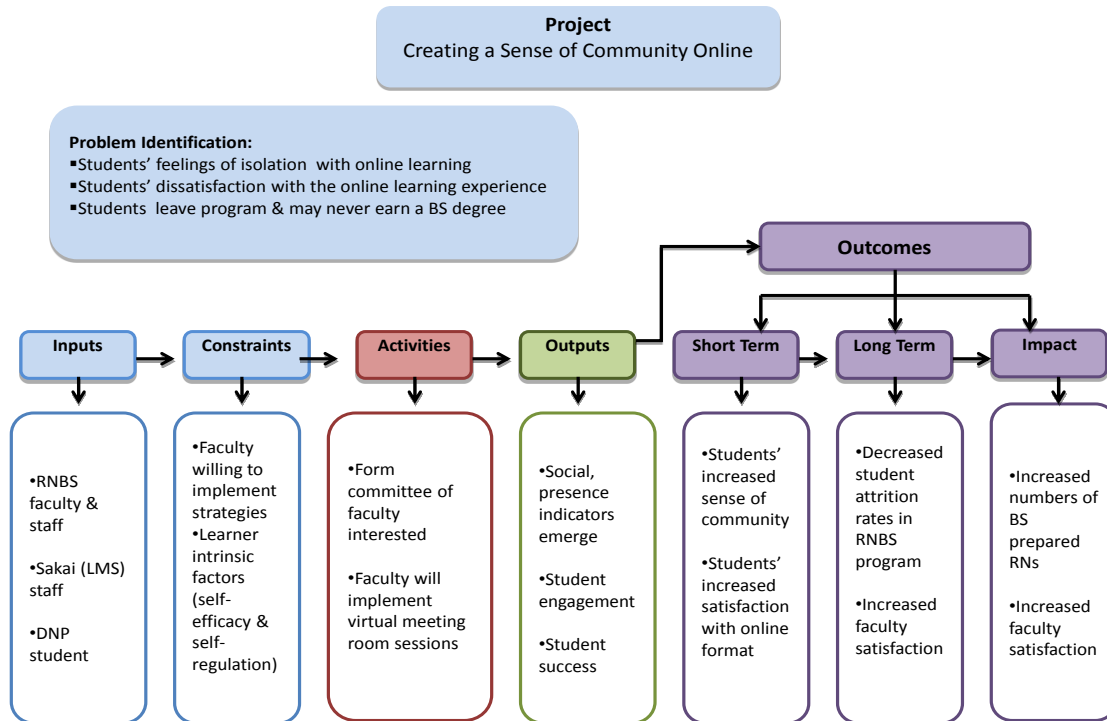 Project
Creating a Sense of Community Online
Problem Identification:
▪Students’ feelings of isolation with online learning
▪Students’ dissatisfaction with the online learning experience
▪Students leave program & may never earn a BS degree
Outcomes
Inputs
Constraints
Activities
Outputs
Short Term
Long Term
Impact
•RNBS
faculty &
staff
•Sakai (LMS)
staff
•DNP
student
•Faculty
willing to
implement
strategies
•Learner
intrinsic
factors
(self-
efficacy &
self-
regulation)
•Form
committee of
faculty
interested
•Faculty will
implement
virtual meeting
room sessions
•Social,
presence
indicators
emerge
•Student
engagement
•Student
success
•Students’
increased sense
of community
•Students’
increased
satisfaction
with online
format
•Decreased
student
attrition
rates in
RNBS
program
•Increased
faculty
satisfaction
•Increased
numbers of
BS
prepared
RNs
•Increased
faculty
satisfaction